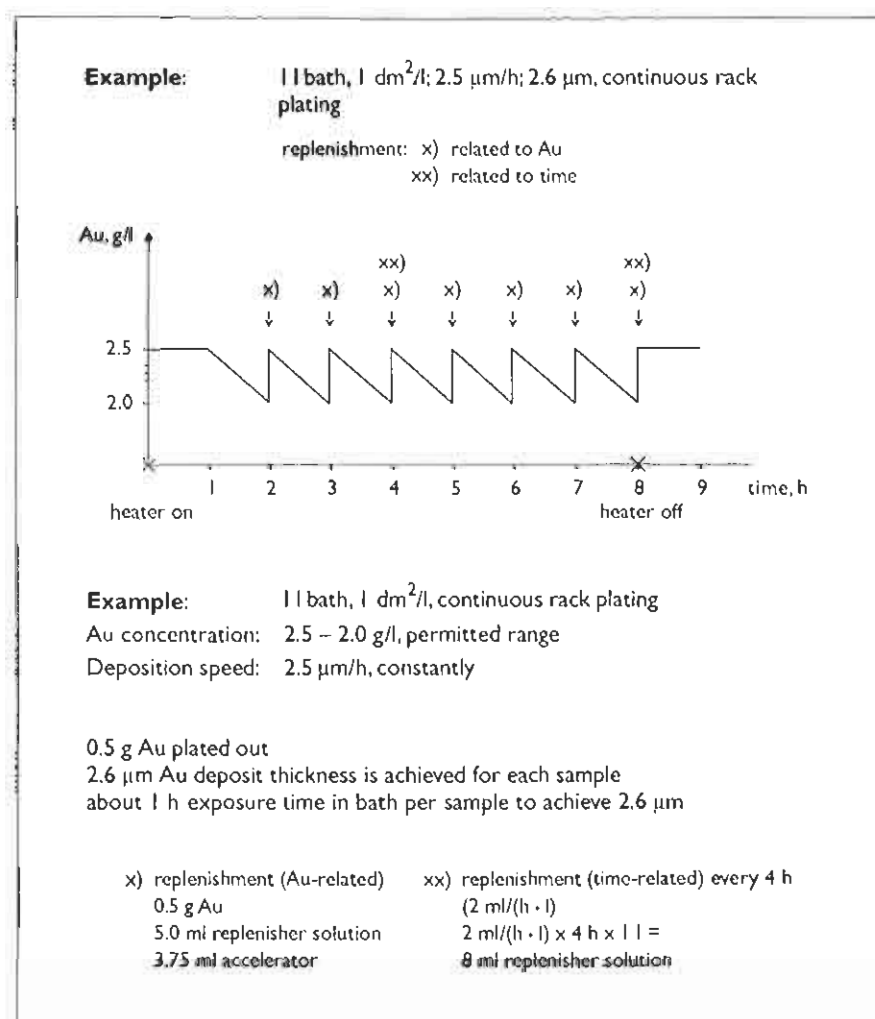 Example: 1 l bath, 1 dm²/l; 2.5 µm/h; 2.6 µm, continuous rack
plating
replenishment: x) related to Au
xx) related to time
Au, g/l
xx) xx)
x) x) x) x) x) x) x)
2.5
2.0
1 2 3 4 5 6 7 8 9 time, h
heater on heater off
Example: 1 l bath, 1 dm²/l, continuous rack plating
Au concentration: 2.5 – 2.0 g/l, permitted range
Deposition speed: 2.5 µm/h, constantly
0.5 g Au plated out
2.6 µm Au deposit thickness is achieved for each sample
about 1 h exposure time in bath per sample to achieve 2.6 µm
x) replenishment (Au-related) xx) replenishment (time-related) every 4 h
0.5 g Au (2 ml/(h · l)
5.0 ml replenisher solution 2 ml/(h · l) x 4 h x 1 l =
3.75 ml accelerator 8 ml replenisher solution